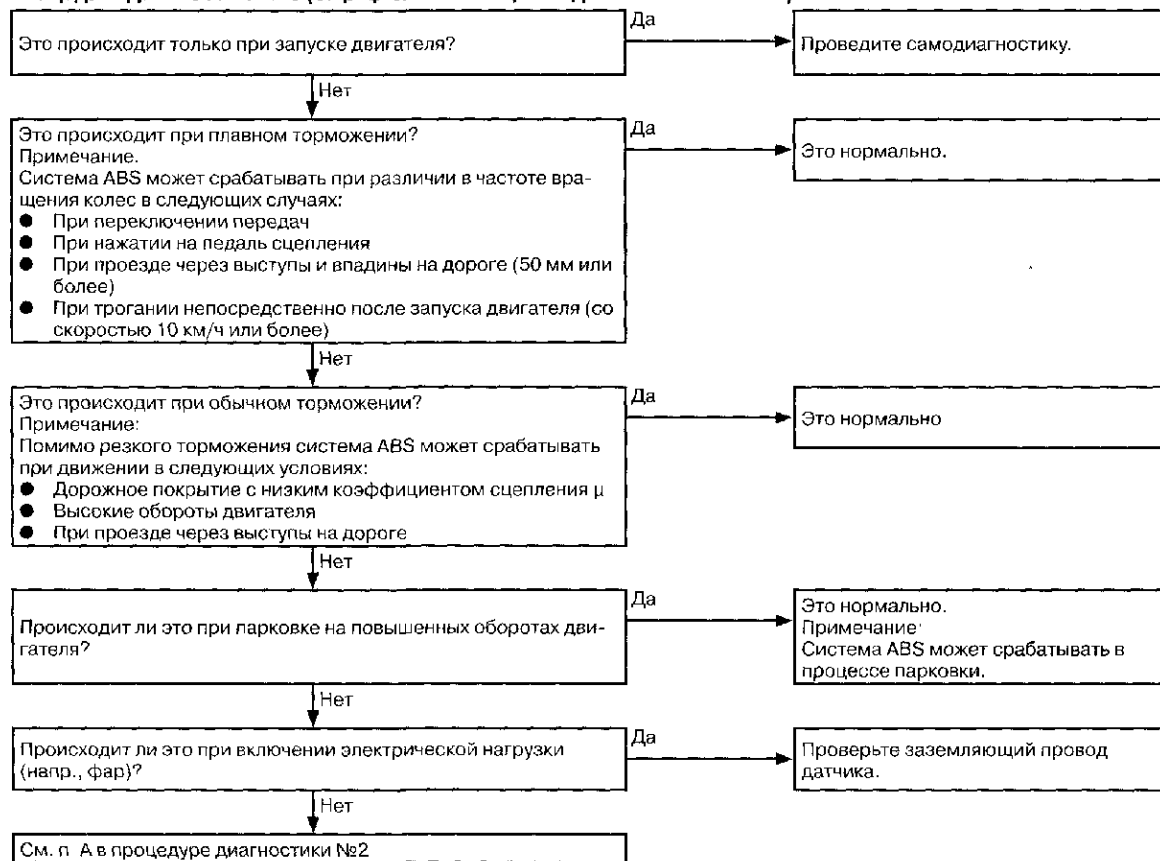 Это происходит только при запуске двигателя?
Да
Проведите самодиагностику.
Нет
Это происходит при плавном торможении?
Примечание.
Система ABS может срабатывать при различии в частоте вра-
щения колес в следующих случаях:
● При переключении передач
● При нажатии на педаль сцепления
● При проезде через выступы и впадины на дороге (50 мм или
более)
● При трогании непосредственно после запуска двигателя (со
скоростью 10 км/ч или более)
Да
Это нормально.
Нет
Это происходит при обычном торможении?
Примечание:
Помимо резкого торможения система ABS может срабатывать
при движении в следующих условиях:
● Дорожное покрытие с низким коэффициентом сцепления μ
● Высокие обороты двигателя
● При проезде через выступы на дороге
Да
Это нормально
Нет
Происходит ли это при парковке на повышенных оборотах дви-
гателя?
Да
Это нормально.
Примечание:
Система ABS может срабатывать в
процессе парковки.
Нет
Происходит ли это при включении электрической нагрузки
(напр., фар)?
Да
Проверьте заземляющий провод
датчика.
Нет
См. п А в процедуре диагностики №2